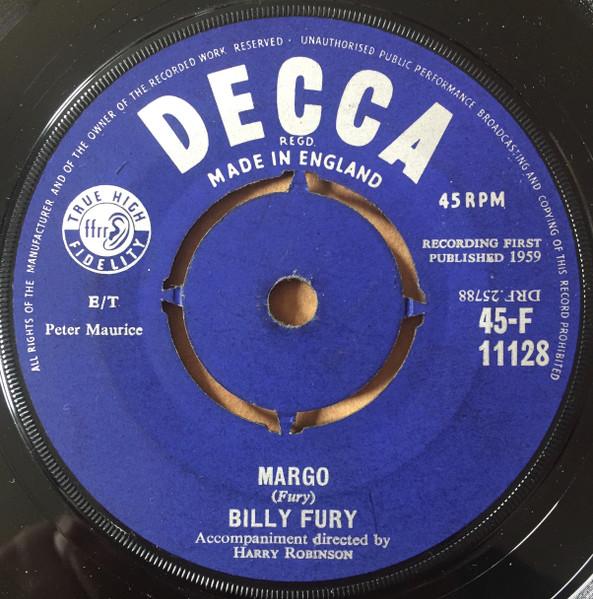 ALL RIGHTS OF THE MANUFACTURER AND OF THE OWNER OF THE RECORDED WORK RESERVED · UNAUTHORISED PUBLIC PERFORMANCE BROADCASTING AND COPYING OF THIS RECORD PROHIBITED
DECCA
REGD.
MADE IN ENGLAND
45 RPM
TRUE HIGH
ffrr
FIDELITY
RECORDING FIRST
PUBLISHED 1959
E/T
DRF.25788
Peter Maurice
45-F
11128
MARGO
(Fury)
BILLY FURY
Accompaniment directed by
HARRY ROBINSON